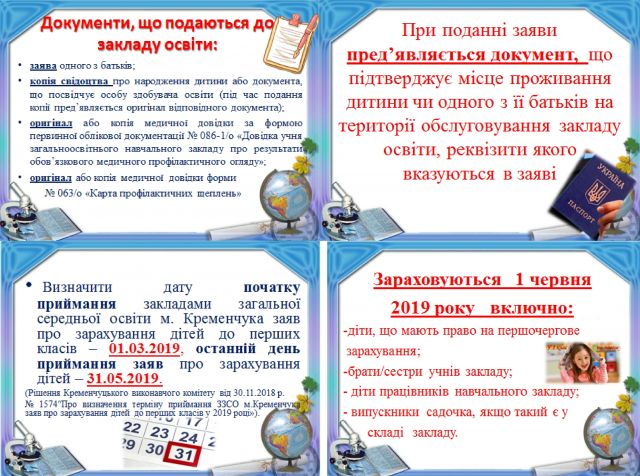 Документи, що подаються до
закладу освіти:
• заява одного з батьків;
• копія свідоцтва про народження дитини або документа,
що посвідчує особу здобувача освіти (під час подання
копії пред’являється оригінал відповідного документа);
• оригінал або копія медичної довідки за формою
первинної облікової документації № 086-1/о «Довідка учня
загальноосвітнього навчального закладу про результати
обов’язкового медичного профілактичного огляду»;
• оригінал або копія медичної довідки форми
№ 063/о «Карта профілактичних щеплень»
При поданні заяви
пред’являється документ, що
підтверджує місце проживання
дитини чи одного з її батьків на
території обслуговування закладу
освіти, реквізити якого
вказуються в заяві
УКРАЇНА
ПАСПОРТ
• Визначити дату початку
приймання закладами загальної
середньої освіти м. Кременчука заяв
про зарахування дітей до перших
класів – 01.03.2019, останній день
приймання заяв про зарахування
дітей – 31.05.2019.
(Рішення Кременчуцького виконавчого комітету від 30.11.2018 р.
№ 1574"Про визначення терміну приймання ЗЗСО м.Кременчука
заяв про зарахування дітей до перших класів у 2019 році»).
16 17
22 23 24
29 30 31
Зараховуються 1 червня
2019 року включно:
-діти, що мають право на першочергове
зарахування;
-брати/сестри учнів закладу;
- діти працівників навчального закладу;
- випускники садочка, якщо такий є у
складі закладу.